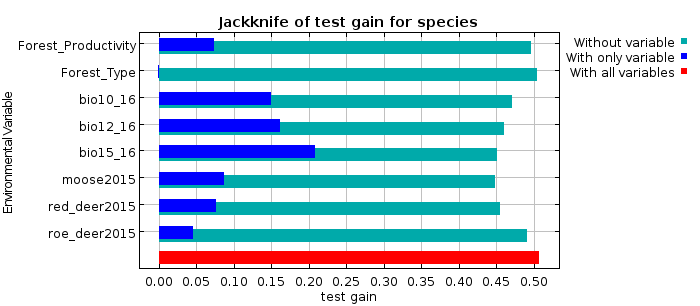 Jackknife of test gain for species
Environmental Variable
Forest_Productivity
Forest_Type
bio10_16
bio12_16
bio15_16
moose2015
red_deer2015
roe_deer2015
Without variable
With only variable
With all variables
0.00 0.05 0.10 0.15 0.20 0.25 0.30 0.35 0.40 0.45 0.50
test gain